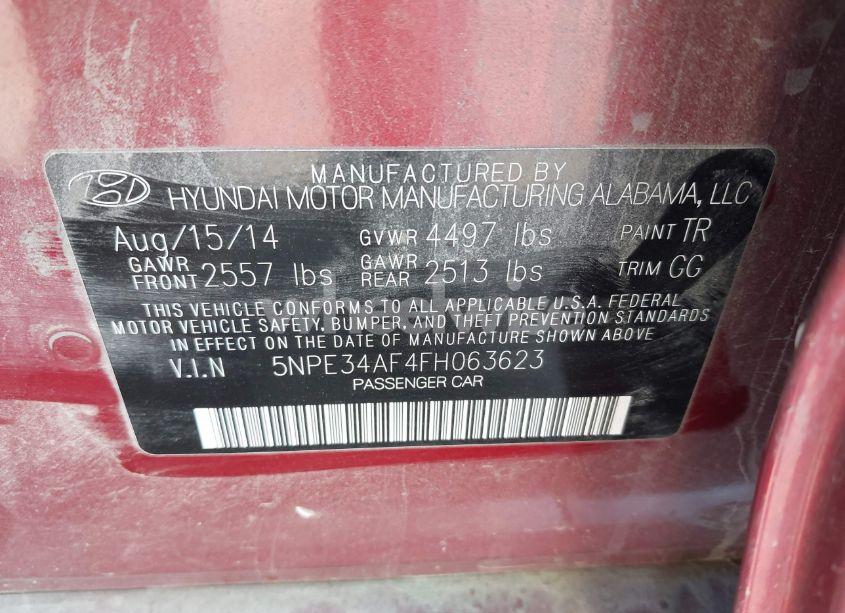 MANUFACTURED BY
HYUNDAI MOTOR MANUFACTURING ALABAMA, LLC
Aug/15/14 GVWR 4497 lbs PAINT TR
GAWR FRONT 2557 lbs GAWR REAR 2513 lbs TRIM GG
THIS VEHICLE CONFORMS TO ALL APPLICABLE U.S.A. FEDERAL
MOTOR VEHICLE SAFETY, BUMPER, AND THEFT PREVENTION STANDARDS
IN EFFECT ON THE DATE OF MANUFACTURE SHOWN ABOVE
V.I.N 5NPE34AF4FH063623
PASSENGER CAR